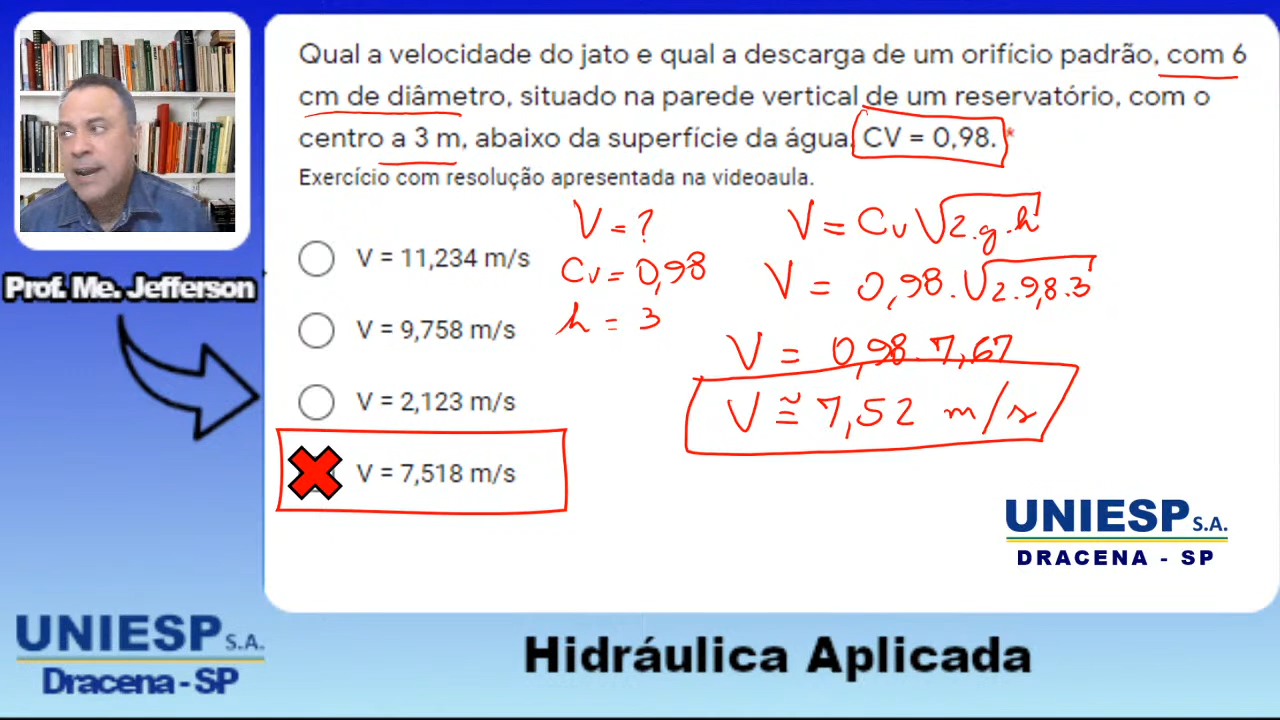 Qual a velocidade do jato e qual a descarga de um orifício padrão, com 6
cm de diâmetro, situado na parede vertical de um reservatório, com o
centro a 3 m, abaixo da superfície da água. CV = 0,98. *
Exercício com resolução apresentada na videoaula.
V = 11,234 m/s
V = 9,758 m/s
V = 2,123 m/s
V = 7,518 m/s
V = ?
Cv = 0,98
h = 3
V = Cv √2.g.h
V = 0,98 . √2.9,8.3
V = 0,98 . 7,67
V ≅ 7,52 m/s
Prof. Me. Jefferson
UNIESP S.A.
DRACENA - SP
UNIESP S.A.
Dracena - SP
Hidráulica Aplicada